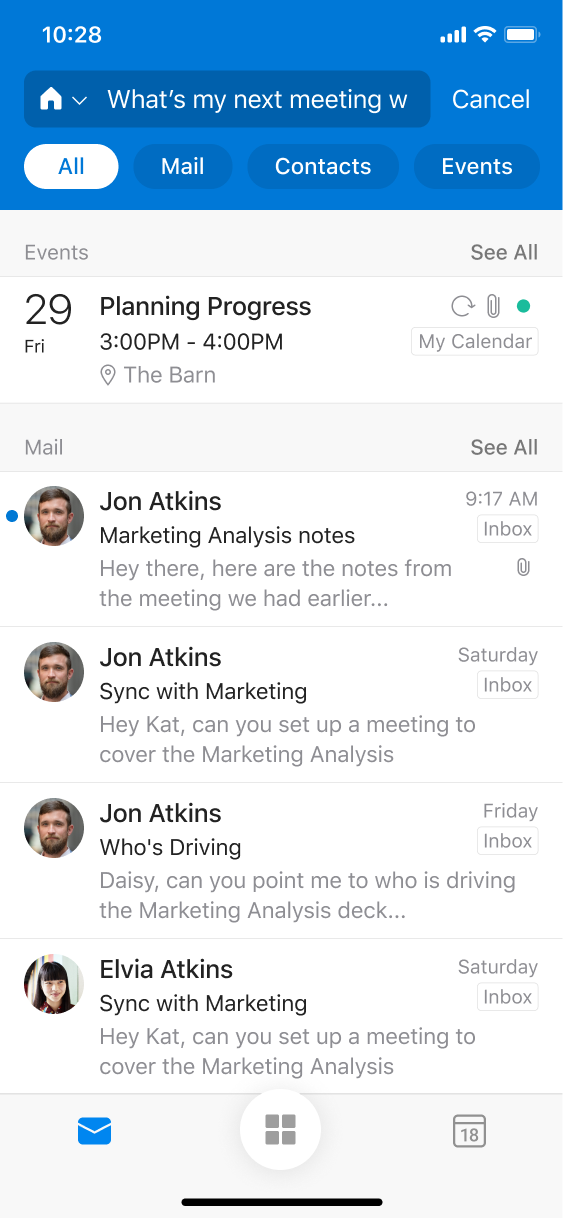 10:28
What's my next meeting w
Cancel
All
Mail
Contacts
Events
Events
See All
29
Planning Progress
Fri
3:00PM - 4:00PM
My Calendar
The Barn
Mail
See All
Jon Atkins
9:17 AM
Marketing Analysis notes
Inbox
Hey there, here are the notes from
the meeting we had earlier...
Jon Atkins
Saturday
Sync with Marketing
Inbox
Hey Kat, can you set up a meeting to
cover the Marketing Analysis
Jon Atkins
Friday
Who's Driving
Inbox
Daisy, can you point me to who is driving
the Marketing Analysis deck...
Elvia Atkins
Saturday
Sync with Marketing
Inbox
Hey Kat, can you set up a meeting to
cover the Marketing Analysis
18